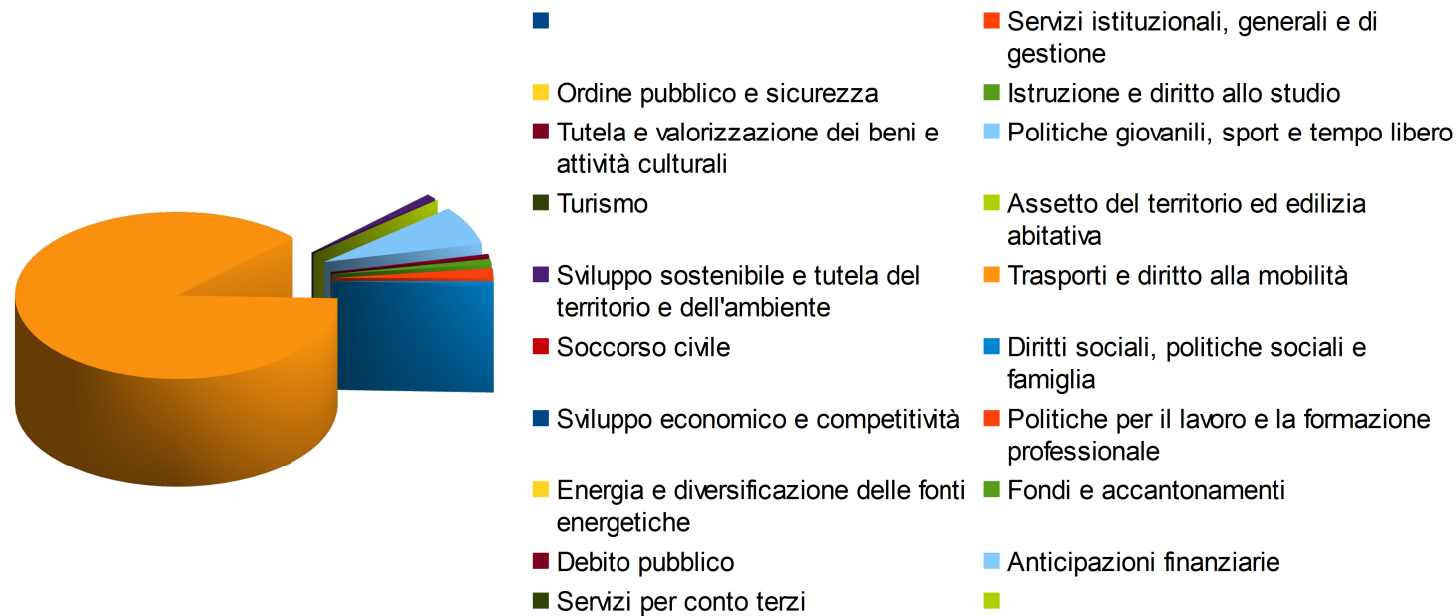 Servizi istituzionali, generali e di
gestione
Ordine pubblico e sicurezza
Istruzione e diritto allo studio
Tutela e valorizzazione dei beni e
attività culturali
Politiche giovanili, sport e tempo libero
Turismo
Assetto del territorio ed edilizia
abitativa
Sviluppo sostenibile e tutela del
territorio e dell'ambiente
Trasporti e diritto alla mobilità
Soccorso civile
Diritti sociali, politiche sociali e
famiglia
Sviluppo economico e competitività
Politiche per il lavoro e la formazione
professionale
Energia e diversificazione delle fonti
energetiche
Fondi e accantonamenti
Debito pubblico
Anticipazioni finanziarie
Servizi per conto terzi